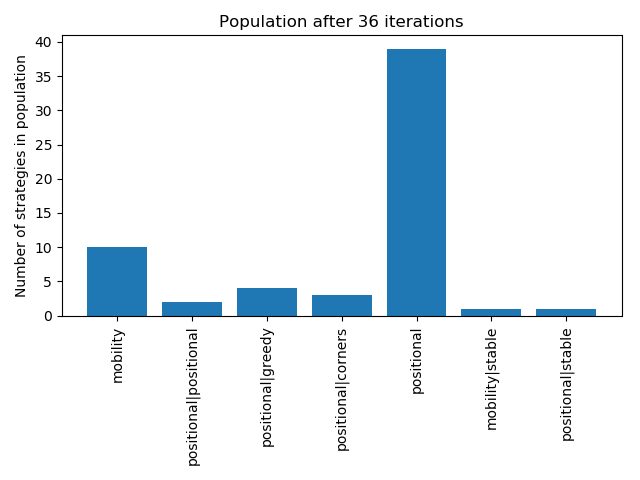 Population after 36 iterations
Number of strategies in population
40
35
30
25
20
15
10
5
0
mobility
positional|positional
positional|greedy
positional|corners
positional
mobility|stable
positional|stable